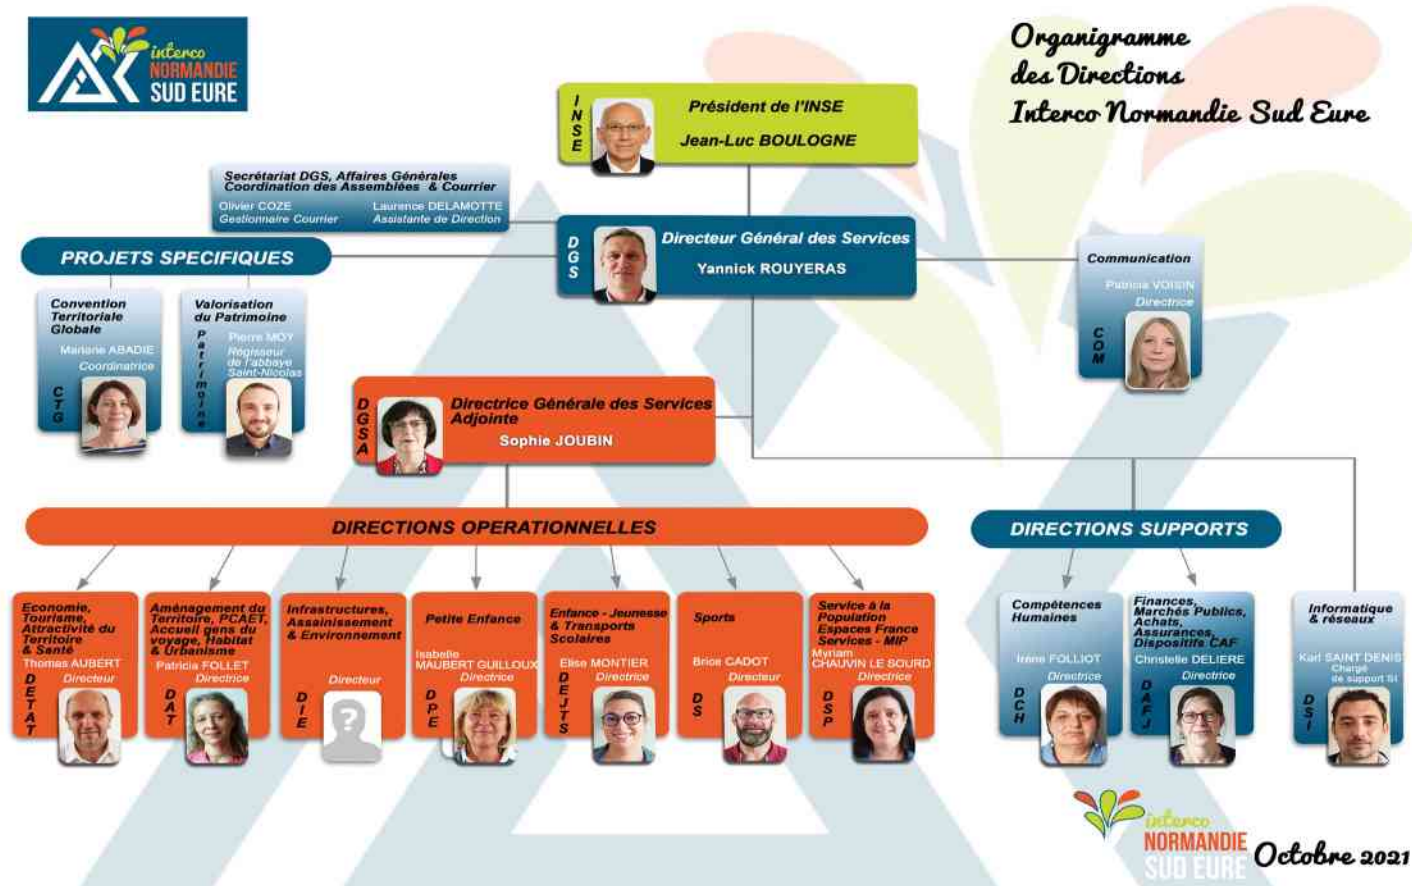 interco
NORMANDIE
SUD EURE
Organigramme
des Directions
Interco Normandie Sud Eure
INSE
Président de l'INSE
Jean-Luc BOULOGNE
Secrétariat DGS, Affaires Générales
Coordination des Assemblées & Courrier
Olivier COZE
Gestionnaire Courrier
Laurence DELAMOTTE
Assistante de Direction
DGS
Directeur Général des Services
Yannick ROUYERAS
PROJETS SPECIFIQUES
Convention
Territoriale
Globale
Mariane ABADIE
Coordinatrice
CTG
Valorisation
du Patrimoine
Pierre MOY
Régisseur
de l'abbaye
Saint-Nicolas
Patrimoine
Communication
Patricia VOISIN
Directrice
COM
DGSA
Directrice Générale des Services
Adjointe
Sophie JOUBIN
DIRECTIONS OPERATIONNELLES
DIRECTIONS SUPPORTS
Economie,
Tourisme,
Attractivité du
Territoire
& Santé
Thomas AUBERT
Directeur
DETAT
Aménagement du
Territoire, PCAET,
Accueil gens du
voyage, Habitat
& Urbanisme
Patricia FOLLET
Directrice
DAT
Infrastructures,
Assainissement
& Environnement
Directeur
DIE
Petite Enfance
Isabelle
MAUBERT GUILLOUX
Directrice
DPE
Enfance - Jeunesse
& Transports
Scolaires
Elise MONTIER
Directrice
DEJTS
Sports
Brice CADOT
Directeur
DS
Service à la
Population
Espaces France
Services - MIP
Myriam
CHAUVIN LE SOURD
Directrice
DSP
Compétences
Humaines
Irène FOLLIOT
Directrice
DCH
Finances,
Marchés Publics,
Achats,
Assurances,
Dispositifs CAF
Christelle DELIERE
Directrice
DAFJ
Informatique
& réseaux
Karl SAINT DENIS
Chargé
de support SI
DSI
interco
NORMANDIE
SUD EURE
Octobre 2021